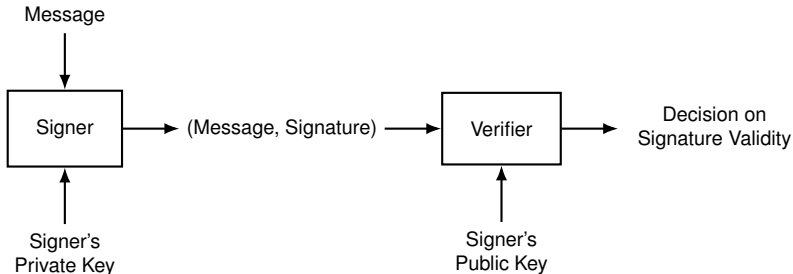 Message
Signer
(Message, Signature)
Verifier
Decision on
Signature Validity
Signer's
Private Key
Signer's
Public Key